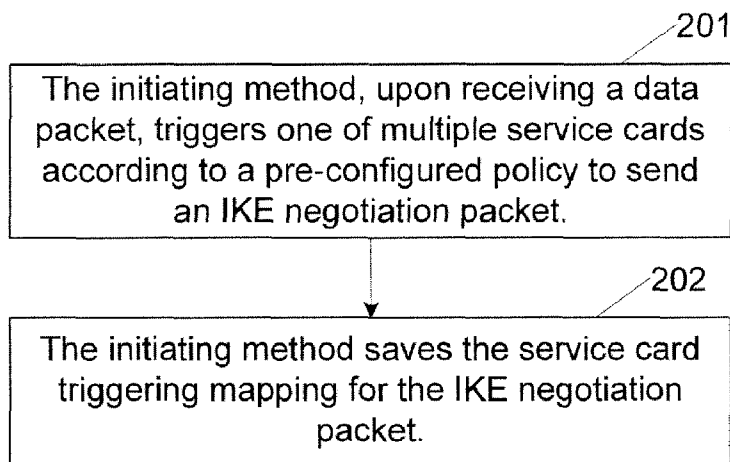 201
The initiating method, upon receiving a data
packet, triggers one of multiple service cards
according to a pre-configured policy to send
an IKE negotiation packet.
202
The initiating method saves the service card
triggering mapping for the IKE negotiation
packet.